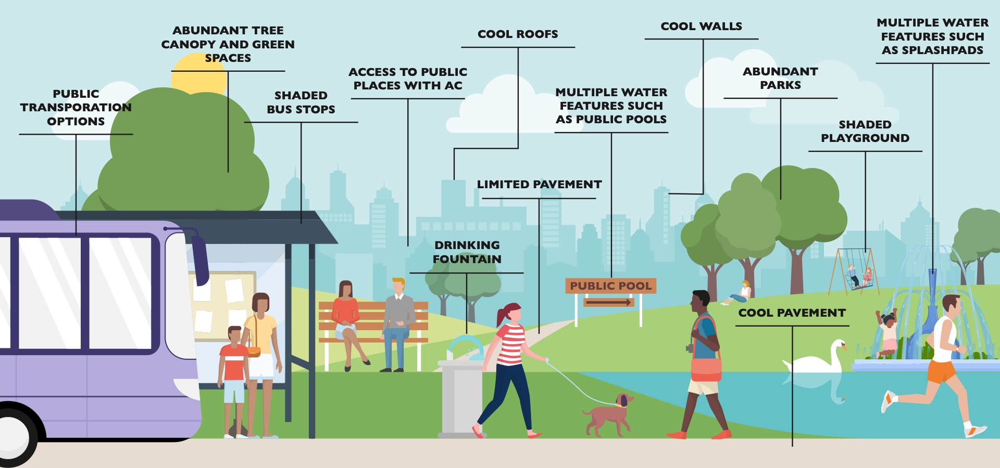 PUBLIC
TRANSPORATION
OPTIONS
ABUNDANT TREE
CANOPY AND GREEN
SPACES
SHADED
BUS STOPS
ACCESS TO PUBLIC
PLACES WITH AC
COOL ROOFS
LIMITED PAVEMENT
DRINKING
FOUNTAIN
MULTIPLE WATER
FEATURES SUCH
AS PUBLIC POOLS
PUBLIC POOL
COOL WALLS
ABUNDANT
PARKS
COOL PAVEMENT
SHADED
PLAYGROUND
MULTIPLE WATER
FEATURES SUCH
AS SPLASHPADS